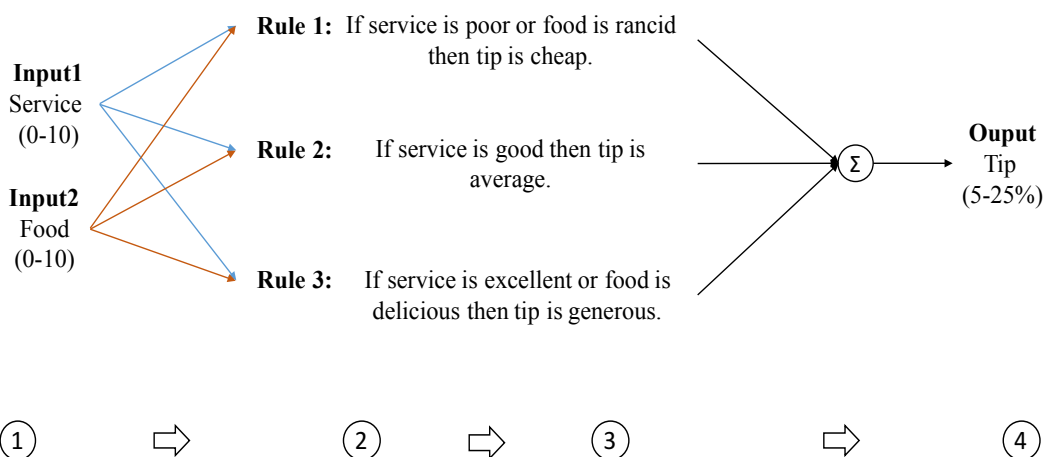 Input1
Service
(0-10)
Input2
Food
(0-10)
Rule 1: If service is poor or food is rancid
then tip is cheap.
Rule 2: If service is good then tip is
average.
Rule 3: If service is excellent or food is
delicious then tip is generous.
Σ
Ouput
Tip
(5-25%)
1 2 3 4